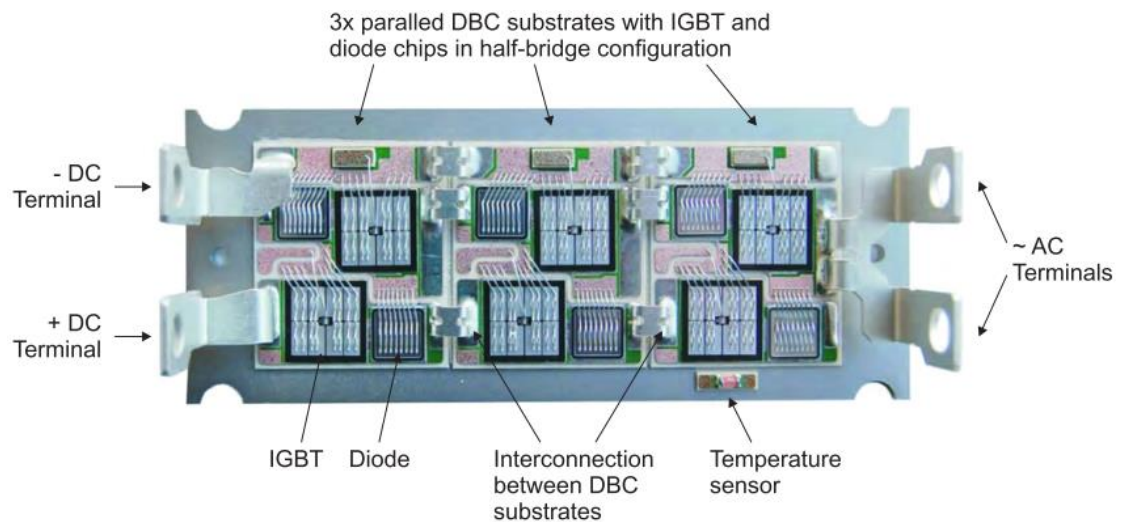 3x paralled DBC substrates with IGBT and
diode chips in half-bridge configuration
- DC
Terminal
+ DC
Terminal
~ AC
Terminals
IGBT
Diode
Interconnection
between DBC
substrates
Temperature
sensor